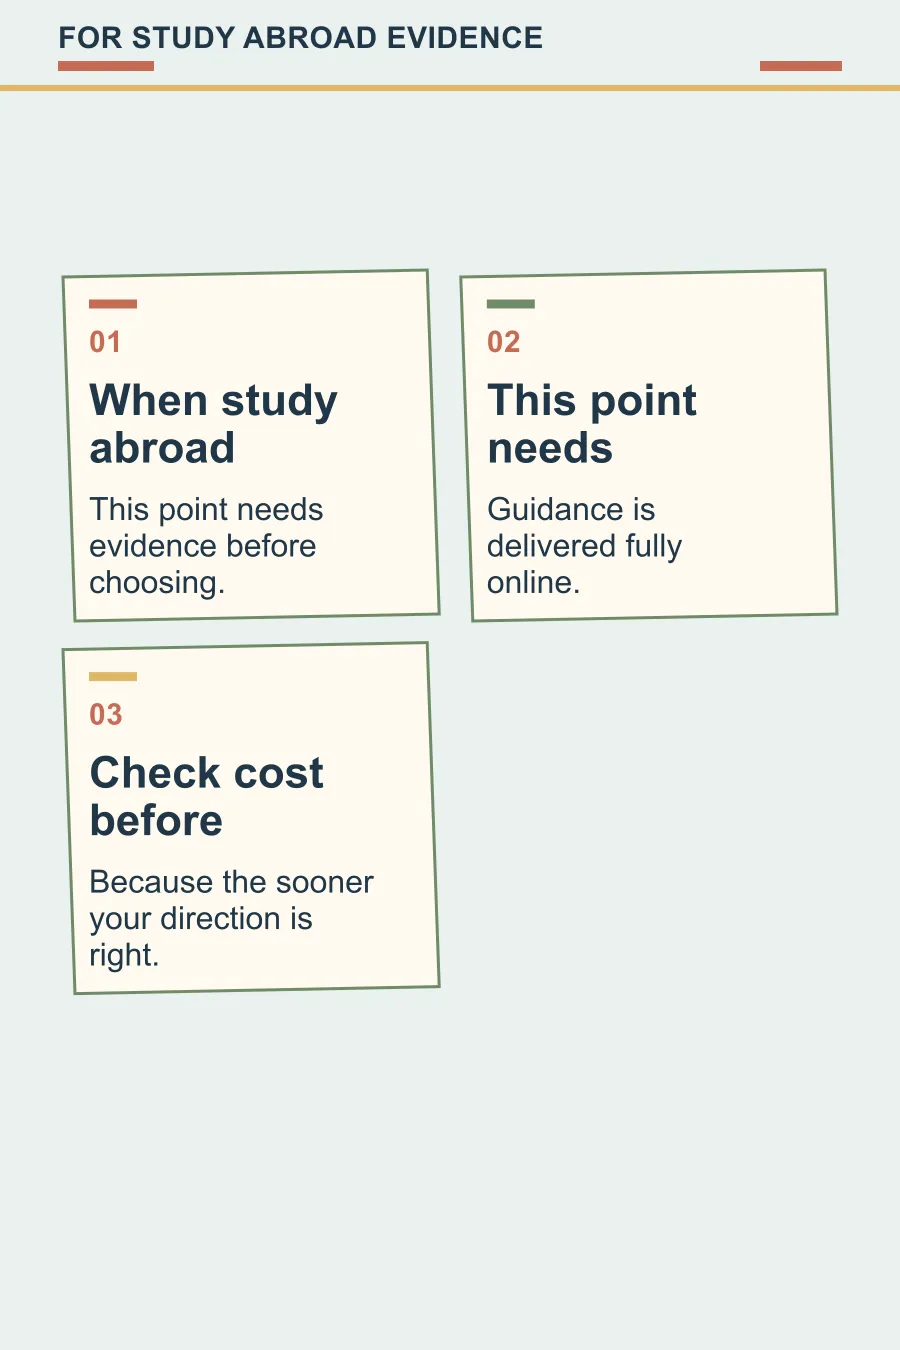 FOR STUDY ABROAD EVIDENCE
01
When study
abroad
This point needs
evidence before
choosing.
02
This point
needs
Guidance is
delivered fully
online.
03
Check cost
before
Because the sooner
your direction is
right.